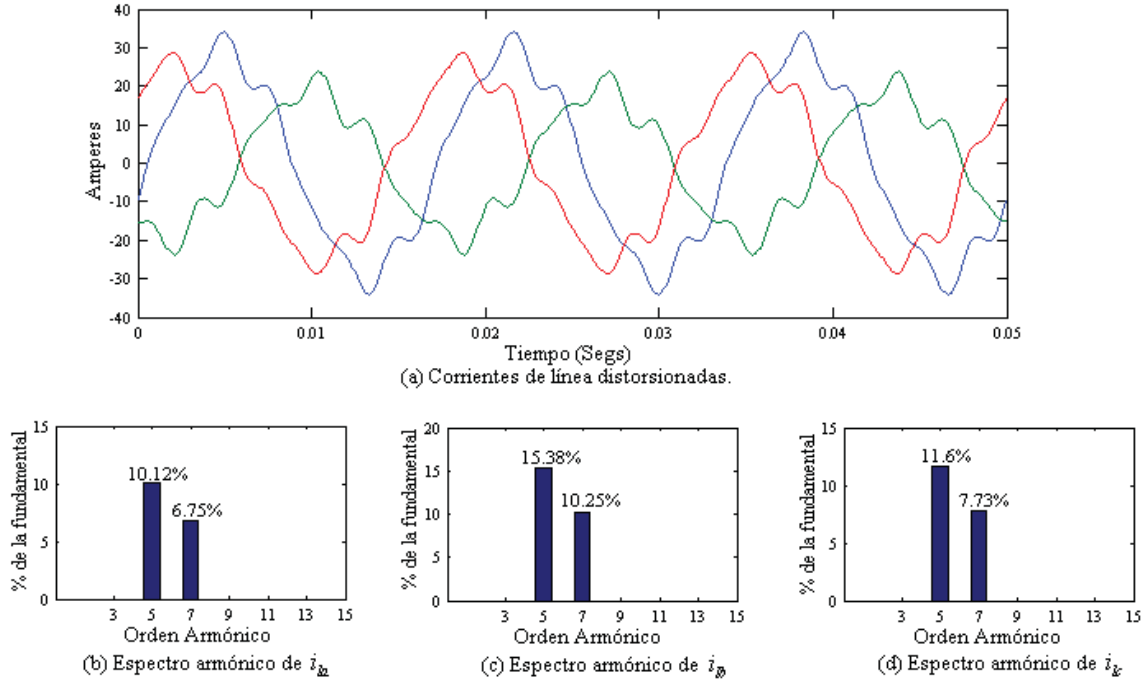 40
30
20
10
0
-10
-20
-30
-40
Amperes
0
0.01
0.02
0.03
0.04
0.05
Tiempo (Segs)
(a) Corrientes de línea distorsionadas.
15
10
5
0
% de la fundamental
10.12%
6.75%
3 5 7 9 11 13 15
Orden Armónico
(b) Espectro armónico de i_la
20
15
10
5
0
% de la fundamental
15.38%
10.25%
3 5 7 9 11 13 15
Orden Armónico
(c) Espectro armónico de i_lb
15
10
5
0
% de la fundamental
11.6%
7.73%
3 5 7 9 11 13 15
Orden Armónico
(d) Espectro armónico de i_lc